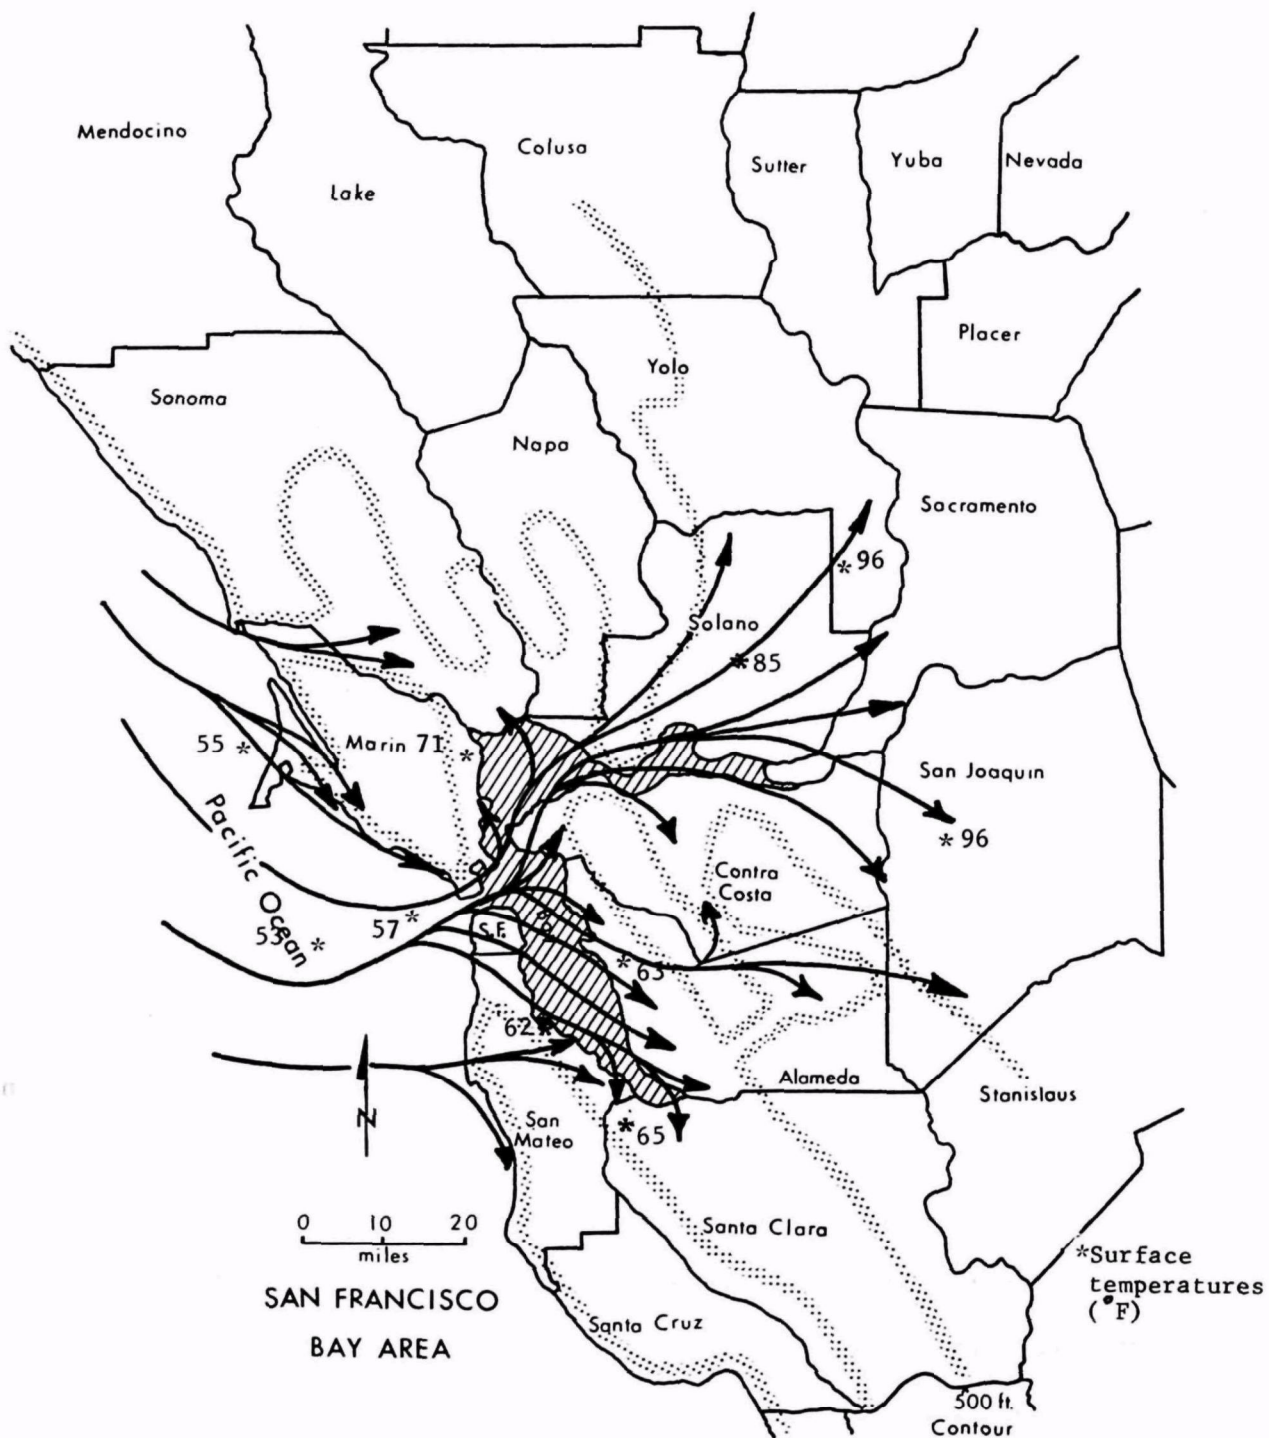 Mendocino
Lake
Colusa
Sutter
Yuba
Nevada
Placer
Sonoma
Yolo
Napa
Sacramento
*96
Solano
*85
55 *
Marin 71 *
San Joaquin
*96
Pacific Ocean
Contra
Costa
57 *
53 *
S.F.
*63
62*
Alameda
Stanislaus
San
Mateo
*65
N
0 10 20
miles
Santa Clara
*Surface
temperatures
(°F)
SAN FRANCISCO
BAY AREA
Santa Cruz
500 ft.
Contour